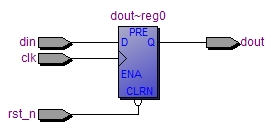 dout~reg0
PRE
din
D
Q
dout
clk
ENA
CLRN
rst_n